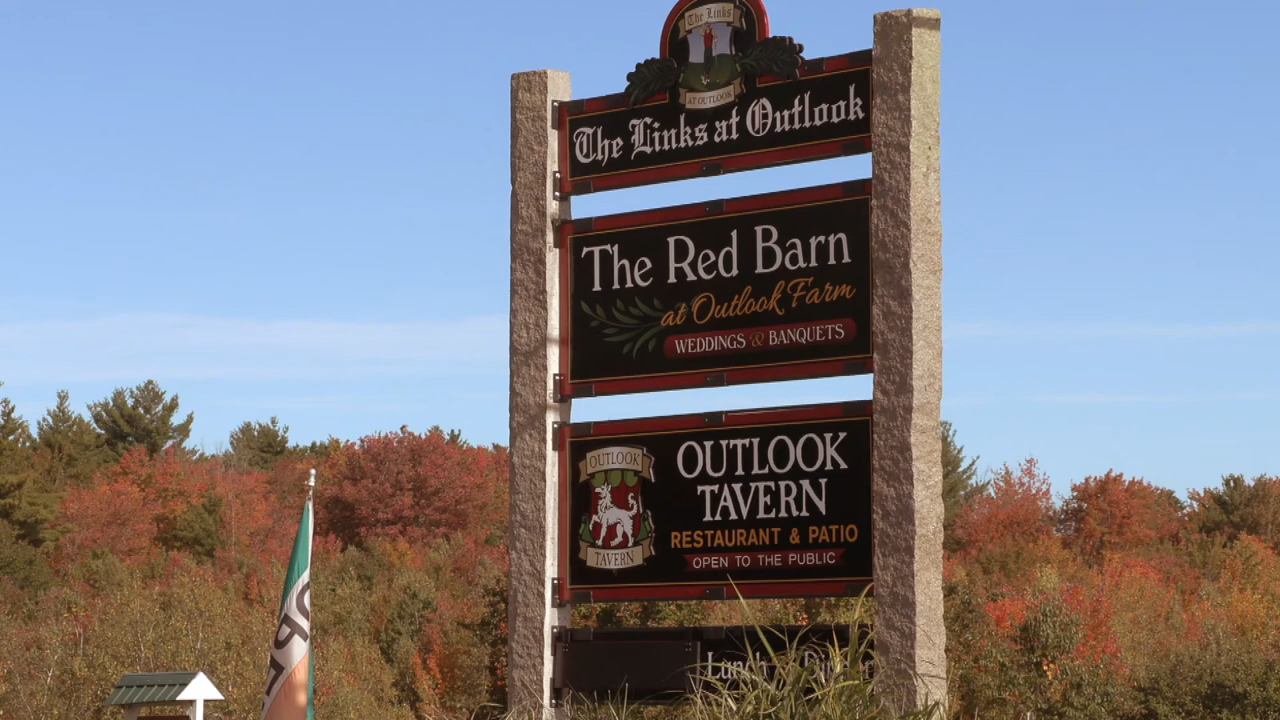 The Links
AT OUTLOOK
The Links at Outlook
The Red Barn
at Outlook Farm
WEDDINGS & BANQUETS
OUTLOOK
TAVERN
OUTLOOK
TAVERN
RESTAURANT & PATIO
OPEN TO THE PUBLIC
Lunch